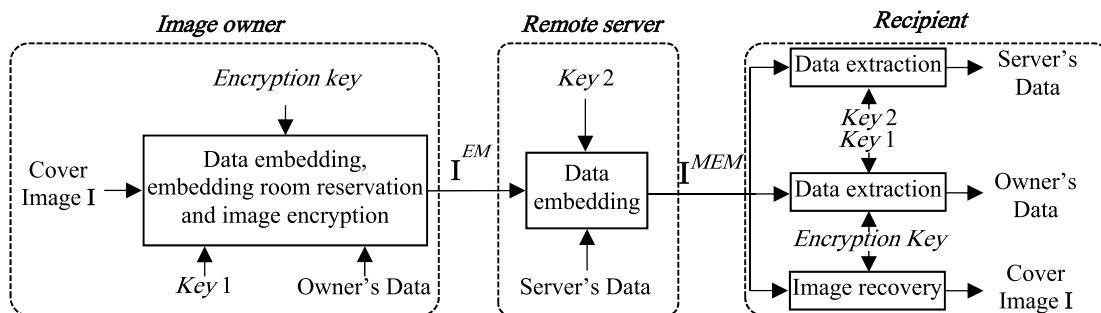 Image owner
Encryption key
Cover
Image I
Data embedding,
embedding room reservation
and image encryption
Key 1
Owner's Data
I^EM
Remote server
Key 2
Data
embedding
Server's Data
I^MEM
Recipient
Data extraction
Server's
Data
Key 2
Key 1
Data extraction
Owner's
Data
Encryption Key
Image recovery
Cover
Image I